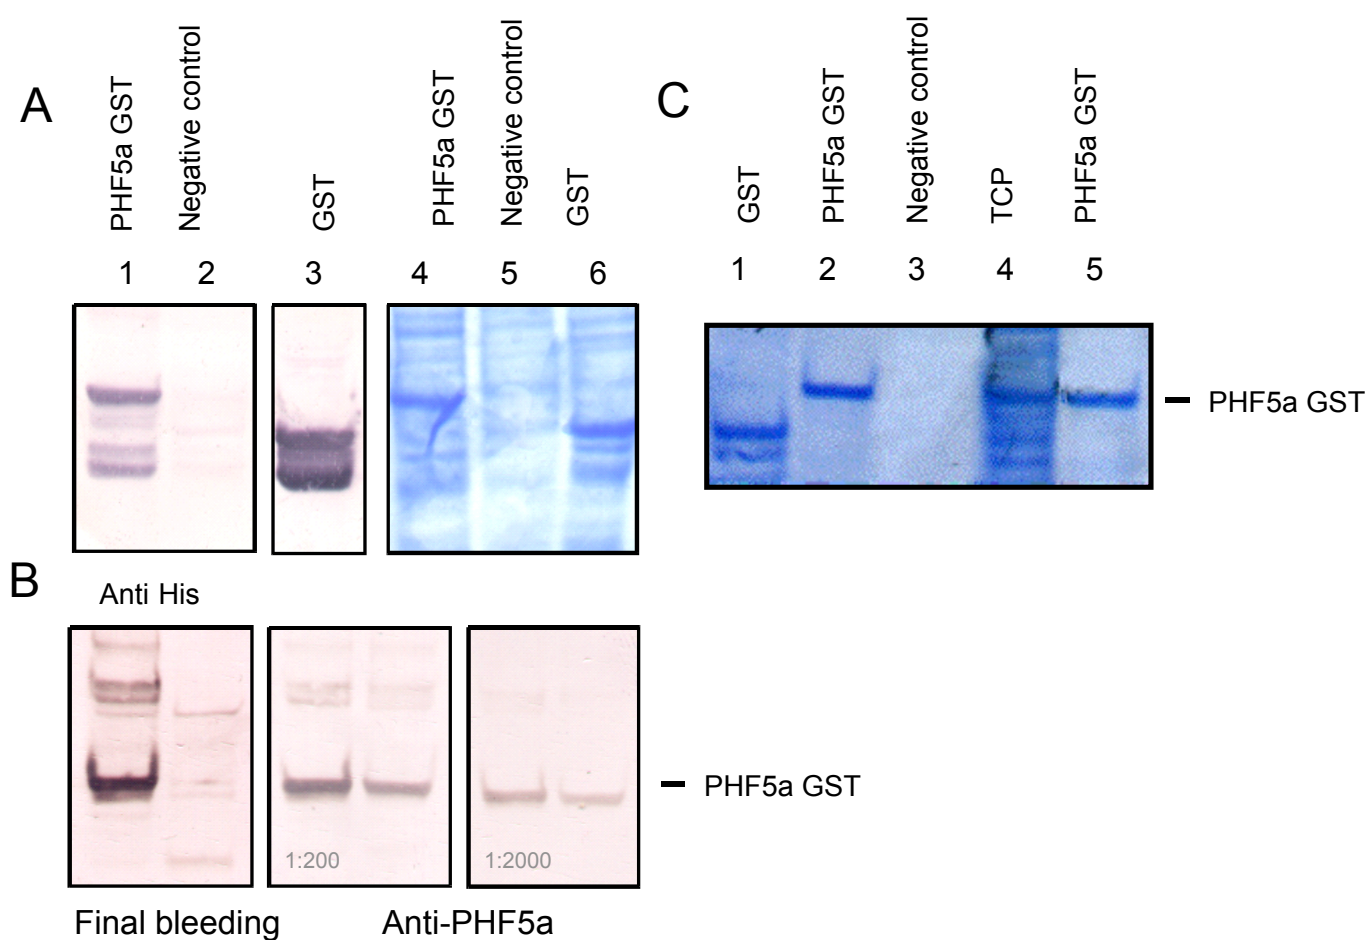 A
PHF5a GST
Negative control
GST
PHF5a GST
Negative control
GST
1
2
3
4
5
6
C
GST
PHF5a GST
Negative control
TCP
PHF5a GST
1
2
3
4
5
PHF5a GST
B
Anti His
1:200
1:2000
PHF5a GST
Final bleeding
Anti-PHF5a